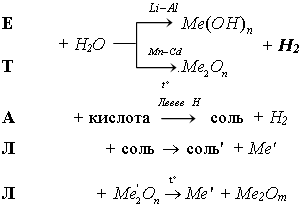 Е Li–Al Me(OH)n
+ H2O Mn–Cd + H2
Т t° Me2On
А + кислота Левее H соль + H2
Л + соль → соль' + Me'
Л + Me'2On t° → Me' + Me2Om